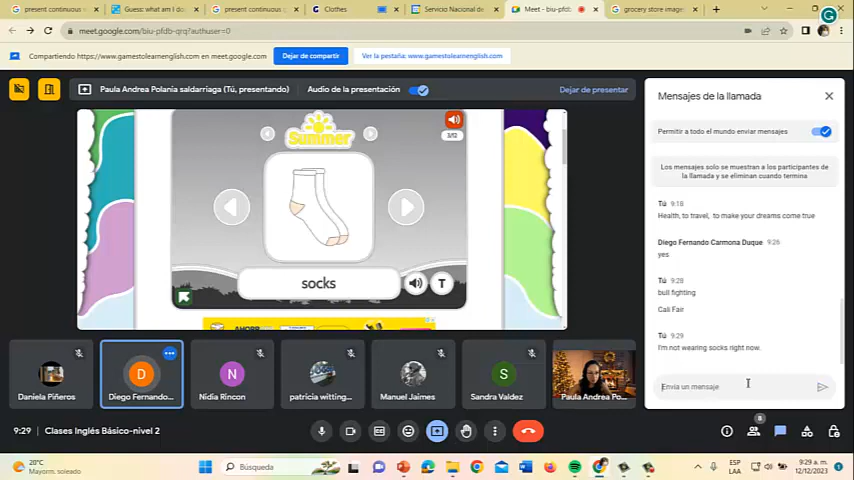 present continuous
Guess: what am I do
present continuous
Clothes
Servicio Nacional d
Meet - biu-pfdb-
grocery store image
meet.google.com/biu-pfdb-qrq?authuser=0
Compartiendo https://www.gamestolearnenglish.com en meet.google.com
Dejar de compartir
Ver la pestaña: www.gamestolearnenglish.com
Paula Andrea Polanía saldarriaga (Tú, presentando)
Audio de la presentación
Dejar de presentar
Summer
3/12
socks
T
Mensajes de la llamada
Permitir a todo el mundo enviar mensajes
Los mensajes solo se muestran a los participantes de
la llamada y se eliminan cuando termina
Tú 9:18
Health, to travel, to make your dreams come true
Diego Fernando Carmona Duque 9:26
yes
Tú 9:28
bull fighting
Cali Fair
Tú 9:29
I'm not wearing socks right now.
Envía un mensaje
D
N
S
Daniela Piñeros
Diego Fernando...
Nidia Rincon
patricia witting...
Manuel Jaimes
Sandra Valdez
Paula Andrea Po...
9:29
Clases Inglés Básico-nivel 2
8
20°C
Mayorm. soleado
Búsqueda
ESP
LAA
9:29 a. m.
12/12/2023